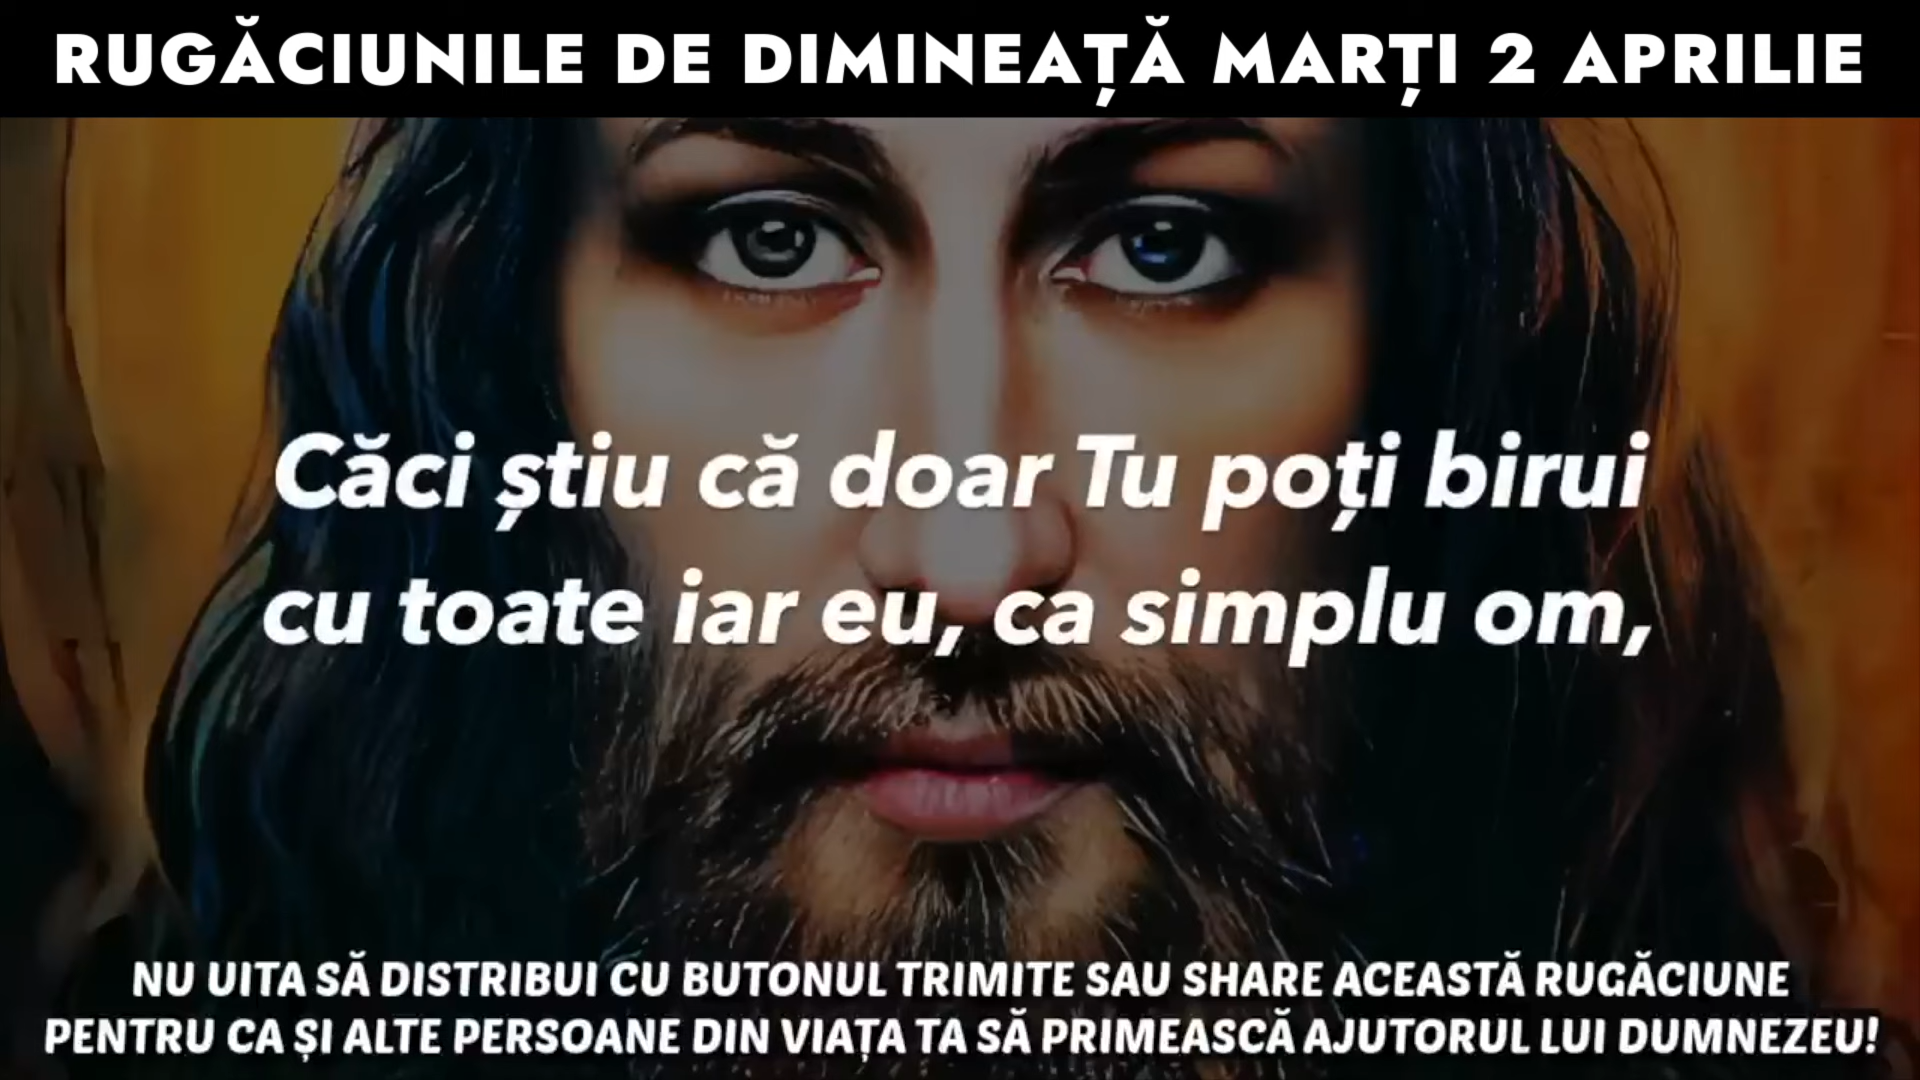 RUGĂCIUNILE DE DIMINEAȚĂ MARȚI 2 APRILIE
Căci știu că doar Tu poți birui
cu toate iar eu, ca simplu om,
NU UITA SĂ DISTRIBUI CU BUTONUL TRIMITE SAU SHARE ACEASTĂ RUGĂCIUNE
PENTRU CA ȘI ALTE PERSOANE DIN VIAȚA TA SĂ PRIMEASCĂ AJUTORUL LUI DUMNEZEU!